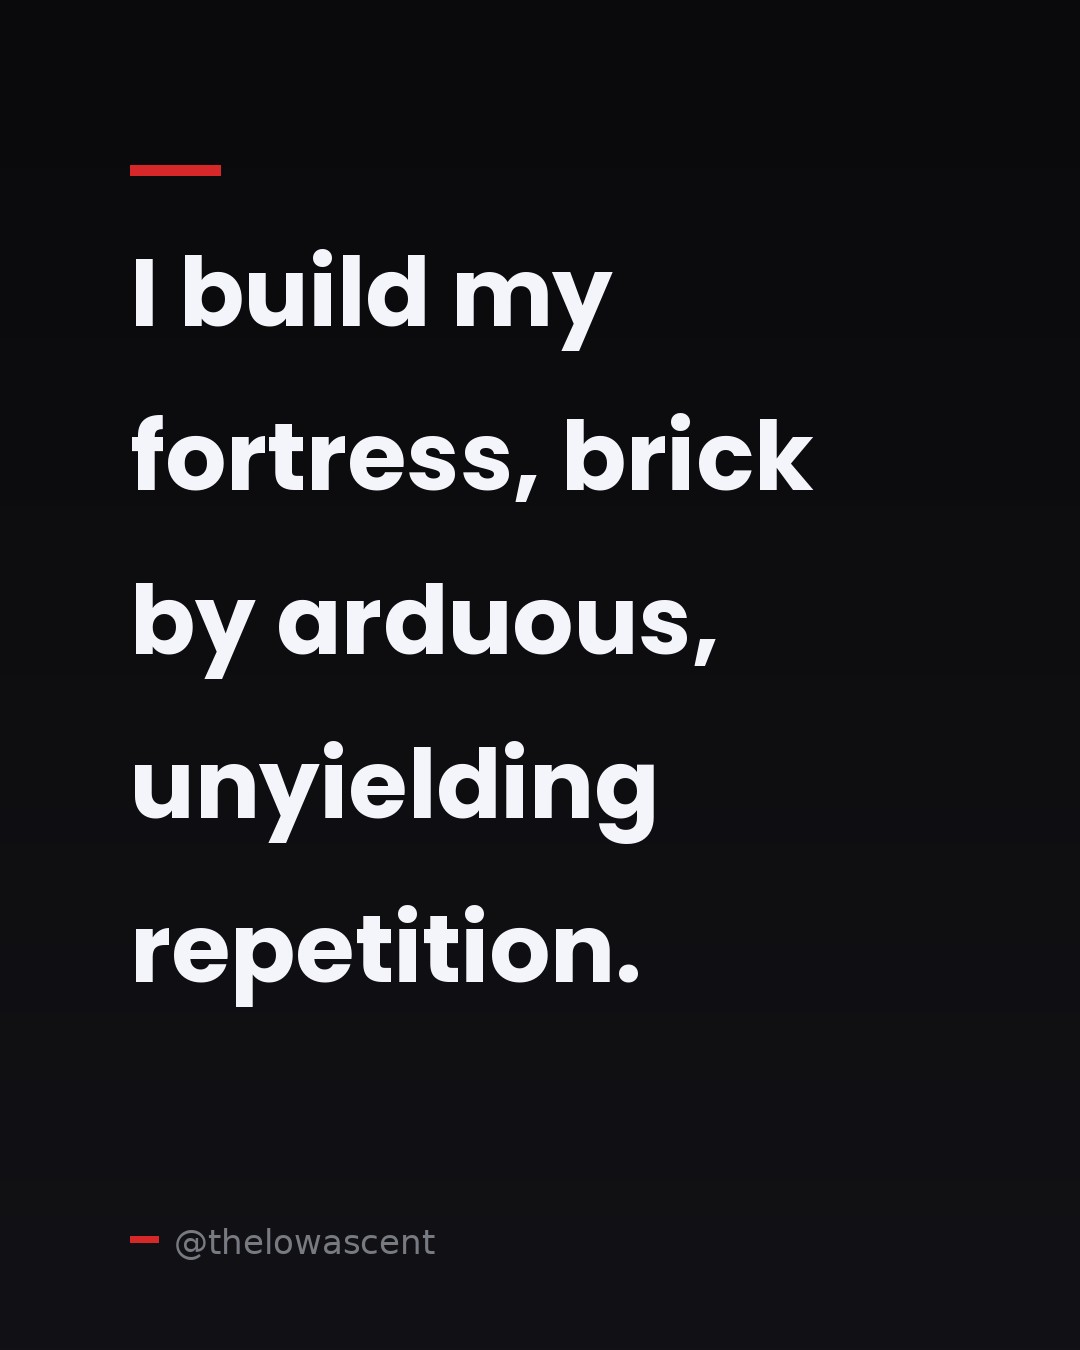 I build my
fortress, brick
by arduous,
unyielding
repetition.
@thelowascent